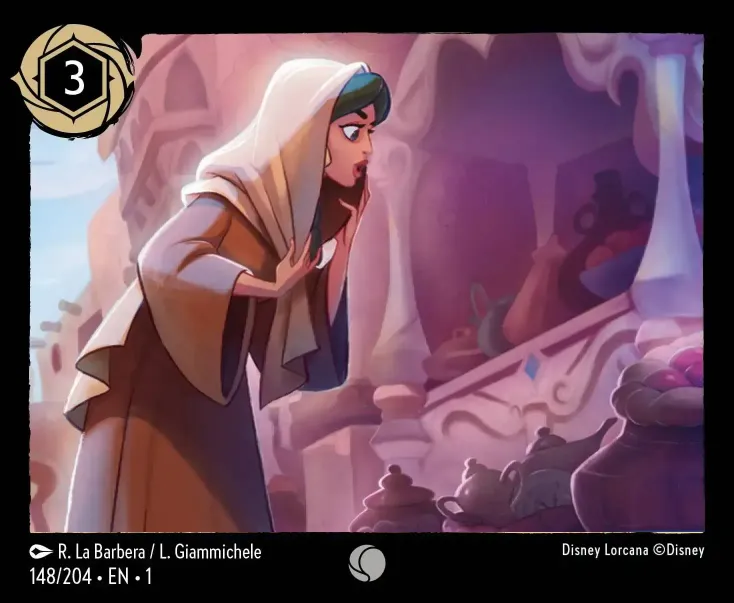 3
R. La Barbera / L. Giammichele
Disney Lorcana ©Disney
148/204 • EN • 1